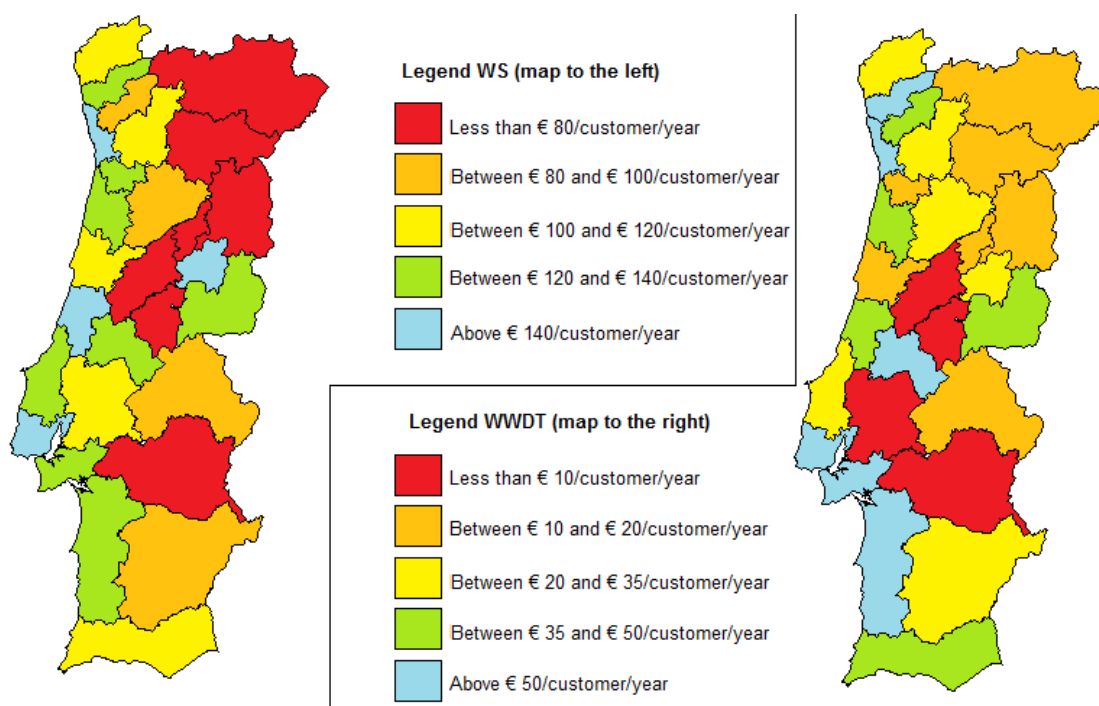 Legend WS (map to the left)
Less than € 80/customer/year
Between € 80 and € 100/customer/year
Between € 100 and € 120/customer/year
Between € 120 and € 140/customer/year
Above € 140/customer/year
Legend WWDT (map to the right)
Less than € 10/customer/year
Between € 10 and € 20/customer/year
Between € 20 and € 35/customer/year
Between € 35 and € 50/customer/year
Above € 50/customer/year